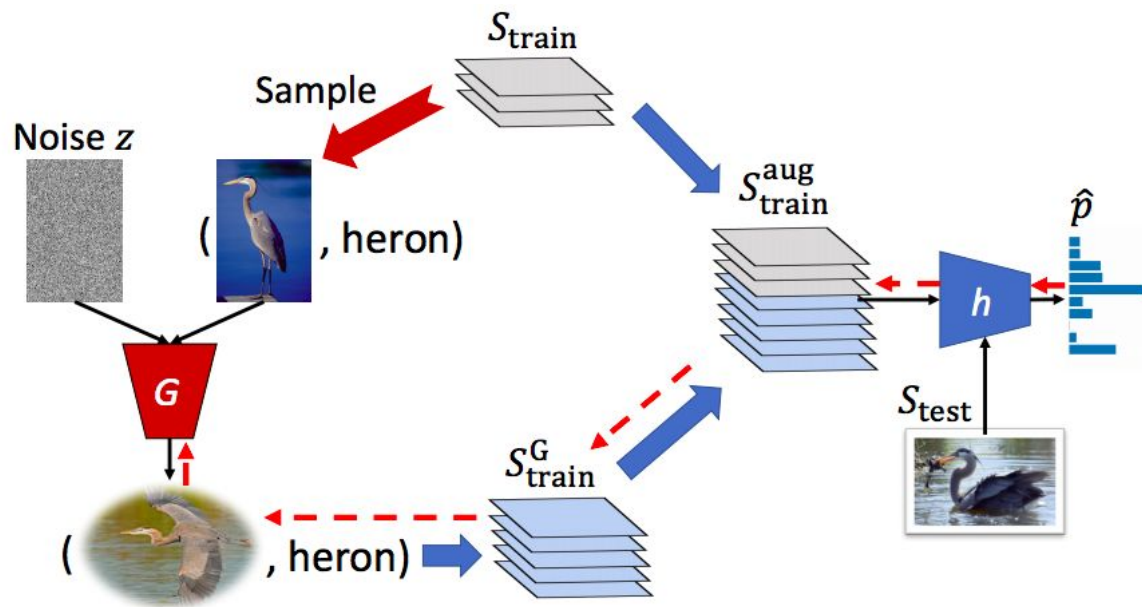 S_train
Sample
Noise z
S_train^aug
p̂
( , heron)
h
G
S_test
S_train^G
( , heron)